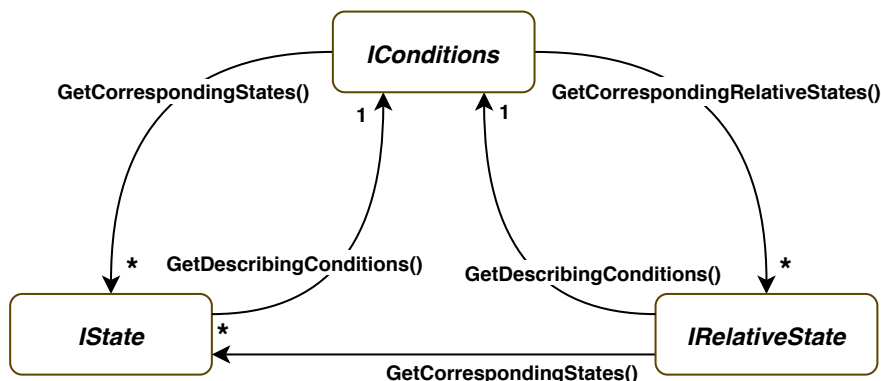 IConditions
GetCorrespondingStates()
GetCorrespondingRelativeStates()
1
1
*
GetDescribingConditions()
GetDescribingConditions()
*
IState
*
IRelativeState
GetCorrespondingStates()